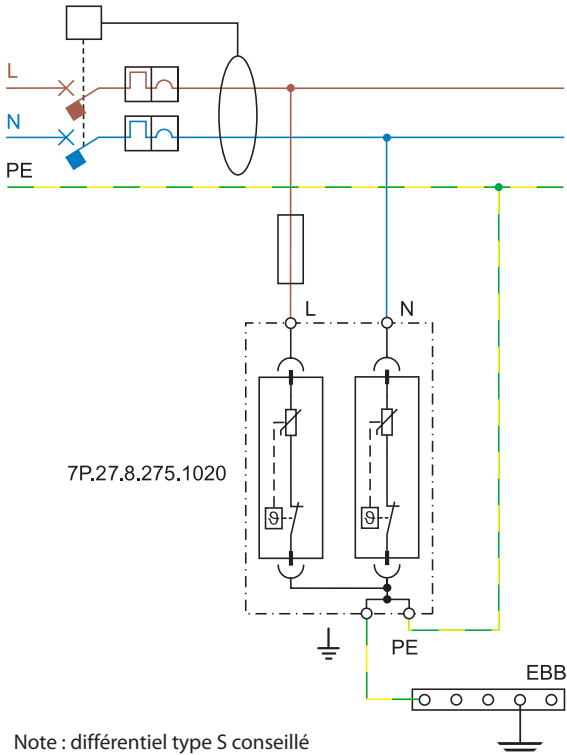 L
N
PE
L
N
7P.27.8.275.1020
ϑ
ϑ
PE
EBB
Note : différentiel type S conseillé